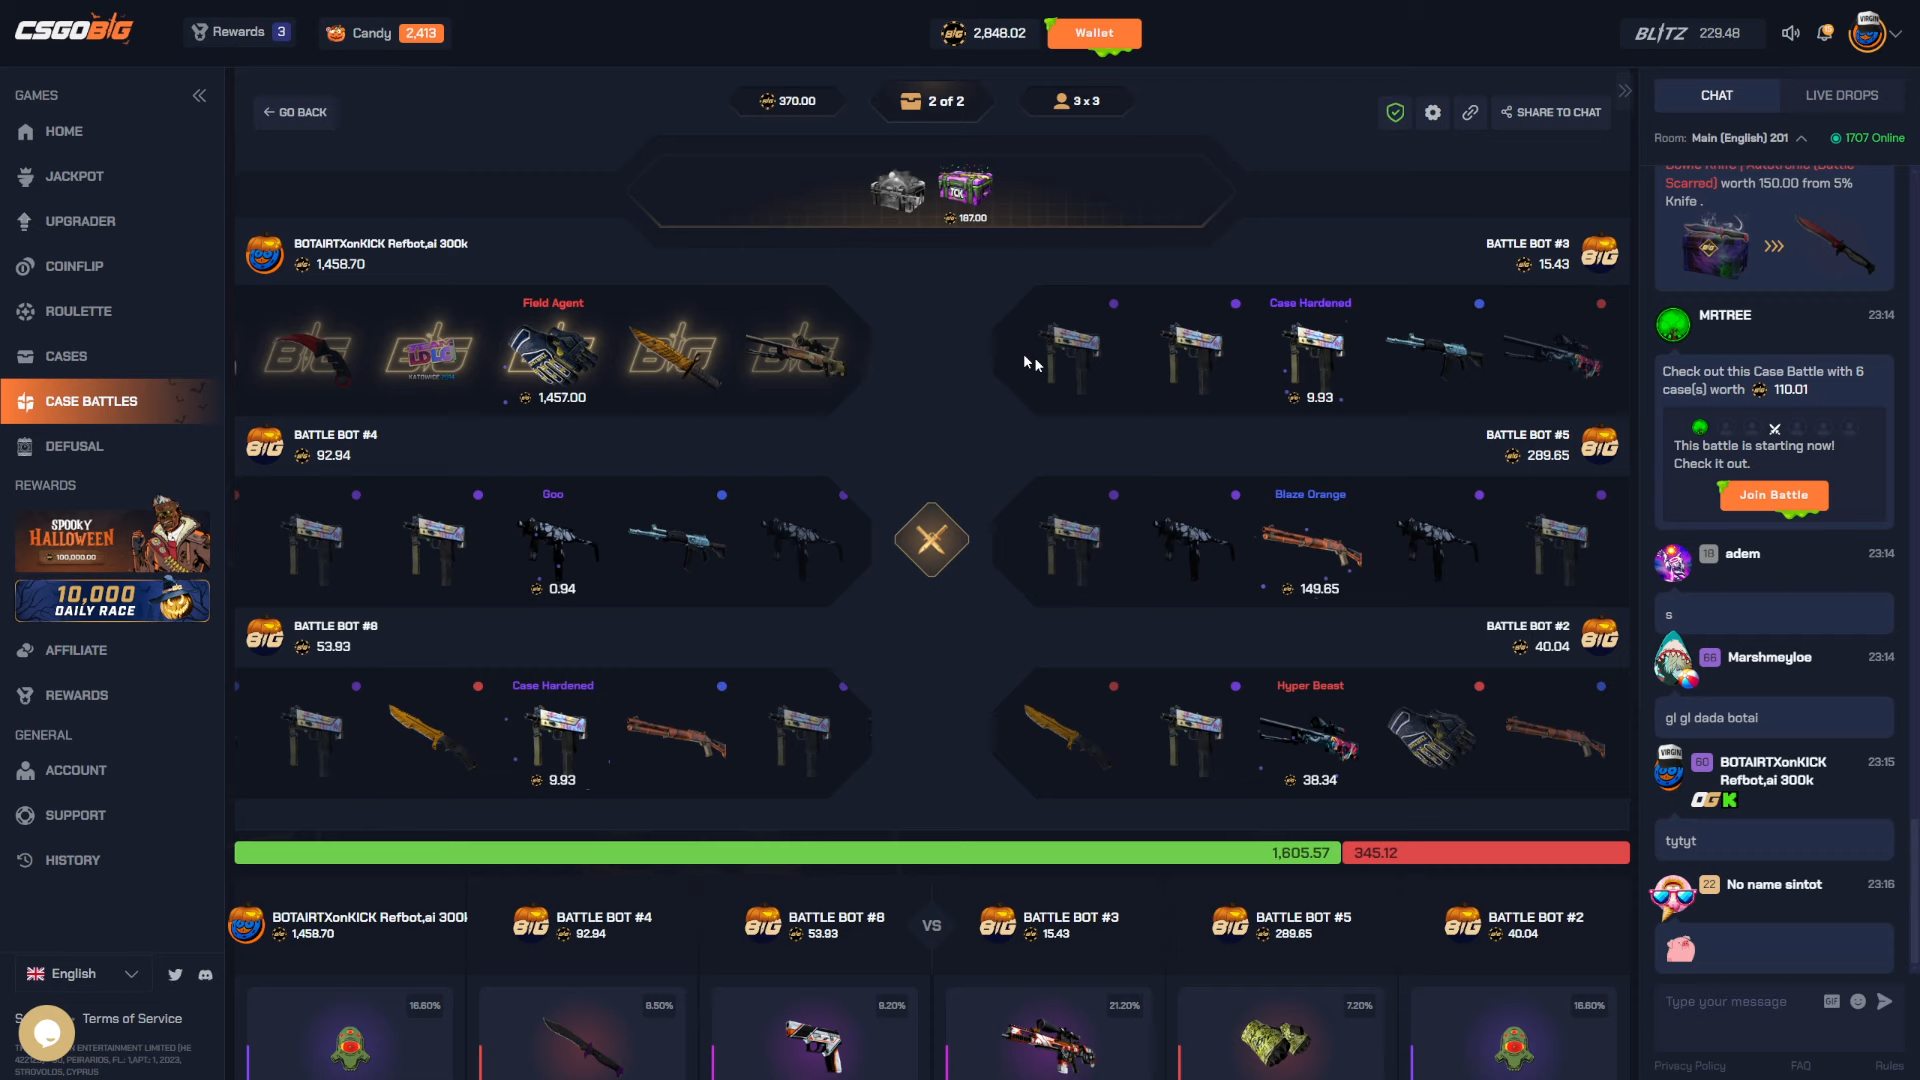 CSGOBIG
Rewards 3
Candy 2,413
2,848.02
Wallet
BLITZ 229.48
GAMES
HOME
JACKPOT
UPGRADER
COINFLIP
ROULETTE
CASES
CASE BATTLES
DEFUSAL
REWARDS
SPOOKY
HALLOWEEN
100,000.00
10,000
DAILY RACE
AFFILIATE
REWARDS
GENERAL
ACCOUNT
SUPPORT
HISTORY
English
Terms of Service
STROVOLOS, CYPRUS
GO BACK
370.00
2 of 2
3 x 3
SHARE TO CHAT
187.00
BOTAIRTXonKICK Refbot,ai 300k
1,458.70
BATTLE BOT #3
15.43
Field Agent
1,457.00
Case Hardened
9.93
BATTLE BOT #4
92.94
BATTLE BOT #5
289.65
Goo
0.94
Blaze Orange
149.65
BATTLE BOT #8
53.93
BATTLE BOT #2
40.04
Case Hardened
9.93
Hyper Beast
38.34
1,605.57
345.12
BOTAIRTXonKICK Refbot,ai 300
1,458.70
BATTLE BOT #4
92.94
BATTLE BOT #8
53.93
VS
BATTLE BOT #3
15.43
BATTLE BOT #5
289.65
BATTLE BOT #2
40.04
16.60%
8.50%
9.20%
21.20%
7.20%
16.60%
CHAT
LIVE DROPS
Room: Main (English) 201
1707 Online
Scarred) worth 150.00 from 5%
Knife .
MRTREE
23:14
Check out this Case Battle with 6
case(s) worth 110.01
This battle is starting now!
Check it out.
Join Battle
18 adem
23:14
s
66 Marshmeyloe
23:14
gl gl dada botai
60 BOTAIRTXonKICK
Refbot,ai 300k
23:15
OG K
tytyt
22 No name sintot
23:16
Type your message
GIF
Privacy Policy
FAQ
Rules